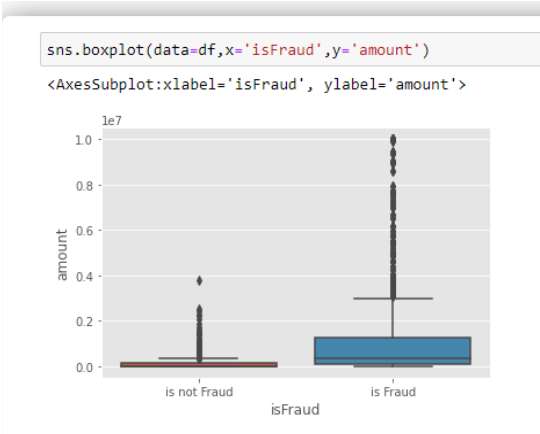 sns.boxplot(data=df,x='isFraud',y='amount')
<AxesSubplot:xlabel='isFraud', ylabel='amount'>
1e7
1.0
0.8
0.6
0.4
0.2
0.0
amount
is not Fraud is Fraud
isFraud